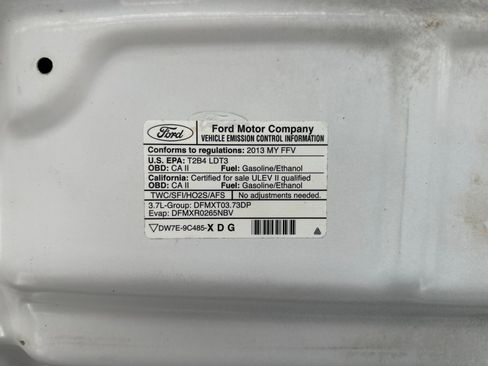 Ford
Ford Motor Company
VEHICLE EMISSION CONTROL INFORMATION
Conforms to regulations: 2013 MY FFV
U.S. EPA: T2B4 LDT3
OBD: CA II Fuel: Gasoline/Ethanol
California: Certified for sale ULEV II qualified
OBD: CA II Fuel: Gasoline/Ethanol
TWC/SFI/HO2S/AFS No adjustments needed.
3.7L-Group: DFMXT03.73DP
Evap: DFMXR0265NBV
DW7E-9C485-X D G